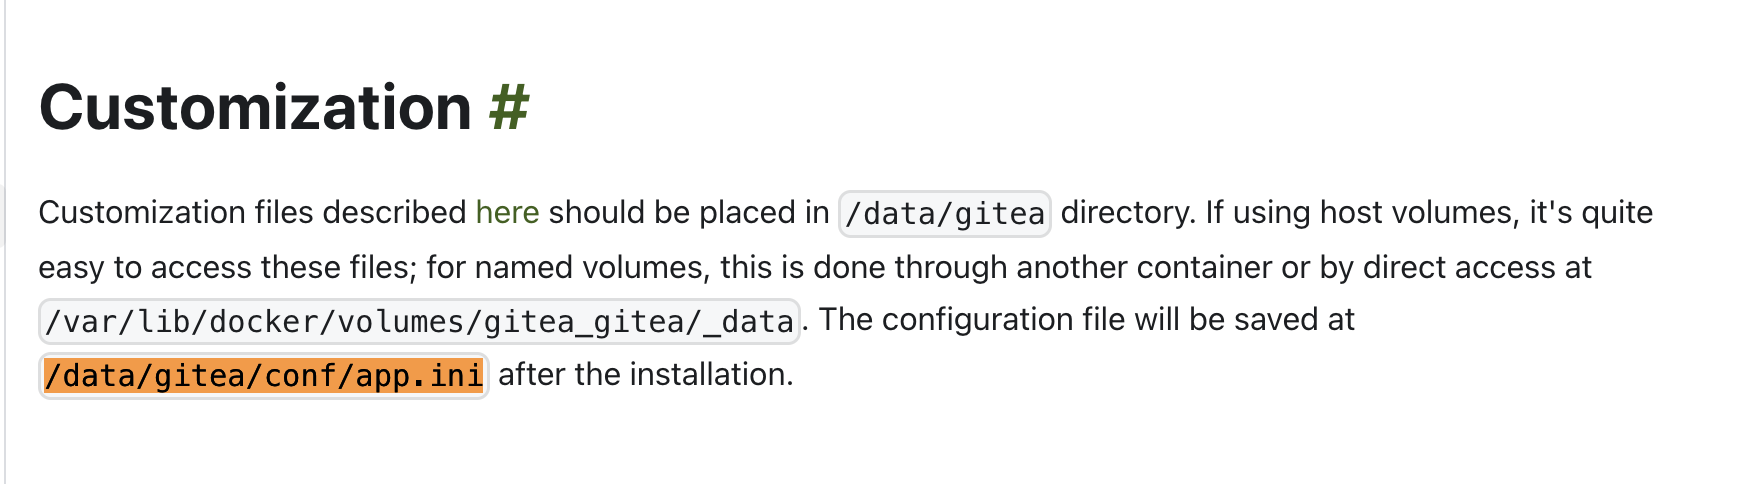 Customization #
Customization files described here should be placed in /data/gitea directory. If using host volumes, it's quite
easy to access these files; for named volumes, this is done through another container or by direct access at
/var/lib/docker/volumes/gitea_gitea/_data. The configuration file will be saved at
/data/gitea/conf/app.ini after the installation.